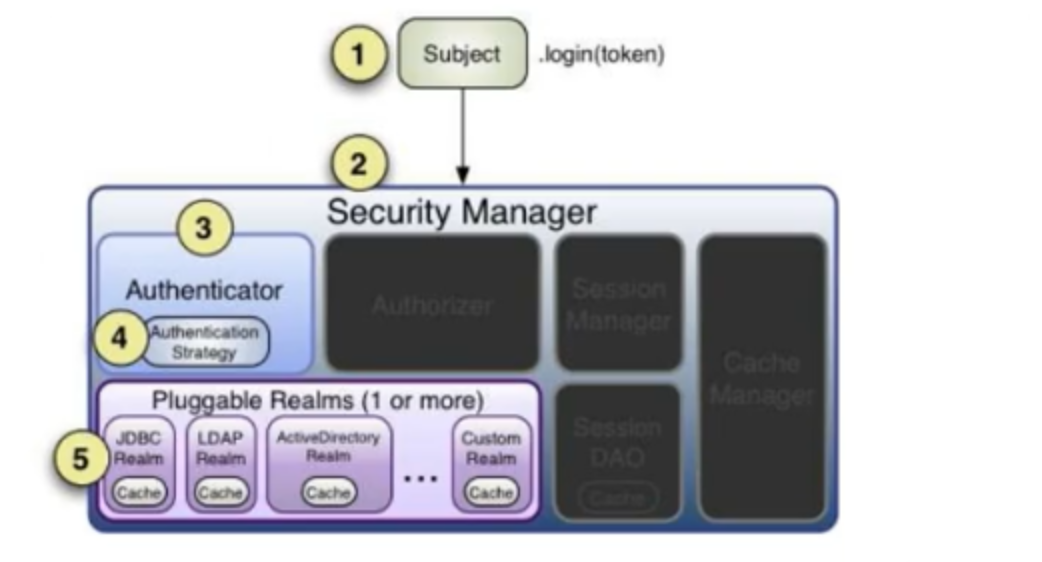 1
Subject
.login(token)
2
Security Manager
3
Authenticator
4
Authentication
Strategy
Authorizer
Session
Manager
Cache
Manager
Pluggable Realms (1 or more)
5
JDBC
Realm
Cache
LDAP
Realm
Cache
ActiveDirectory
Realm
Cache
...
Custom
Realm
Cache
Session
DAO
Cache